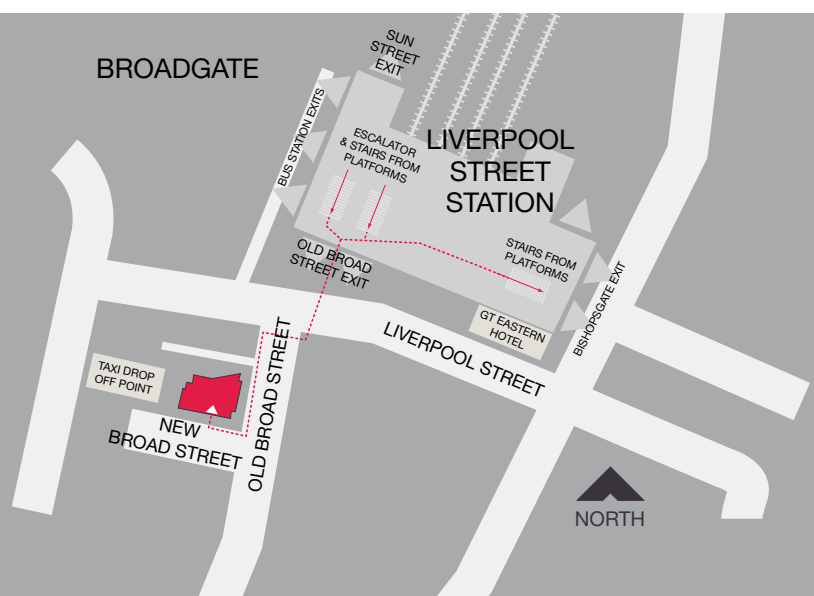 BROADGATE
SUN
STREET
EXIT
BUS STATION EXITS
ESCALATOR
& STAIRS FROM
PLATFORMS
LIVERPOOL
STREET
STATION
STAIRS FROM
PLATFORMS
OLD BROAD
STREET EXIT
GT EASTERN
HOTEL
BISHOPSGATE EXIT
LIVERPOOL STREET
TAXI DROP
OFF POINT
OLD BROAD STREET
NEW
BROAD STREET
NORTH